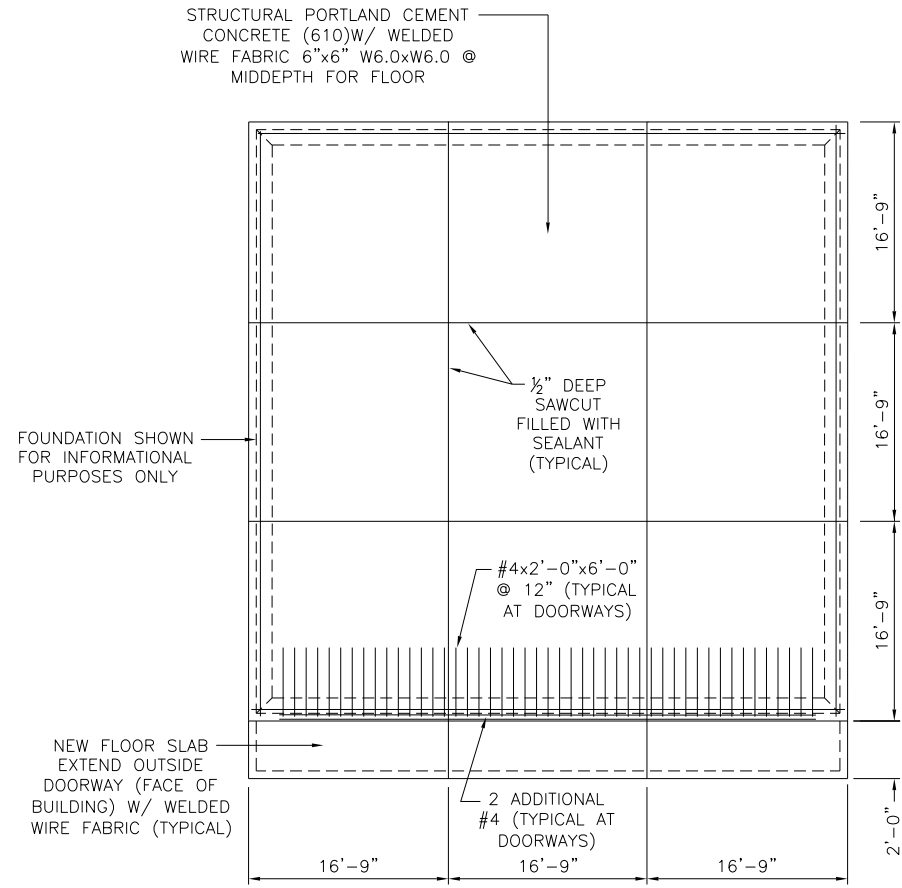 STRUCTURAL PORTLAND CEMENT
CONCRETE (610)W/ WELDED
WIRE FABRIC 6"x6" W6.0xW6.0 @
MIDDEPTH FOR FLOOR
16'-9"
½" DEEP
SAWCUT
FILLED WITH
SEALANT
(TYPICAL)
16'-9"
FOUNDATION SHOWN
FOR INFORMATIONAL
PURPOSES ONLY
#4x2'-0"x6'-0"
@ 12" (TYPICAL
AT DOORWAYS)
16'-9"
NEW FLOOR SLAB
EXTEND OUTSIDE
DOORWAY (FACE OF
BUILDING) W/ WELDED
WIRE FABRIC (TYPICAL)
2 ADDITIONAL
#4 (TYPICAL AT
DOORWAYS)
2'-0"
16'-9"
16'-9"
16'-9"